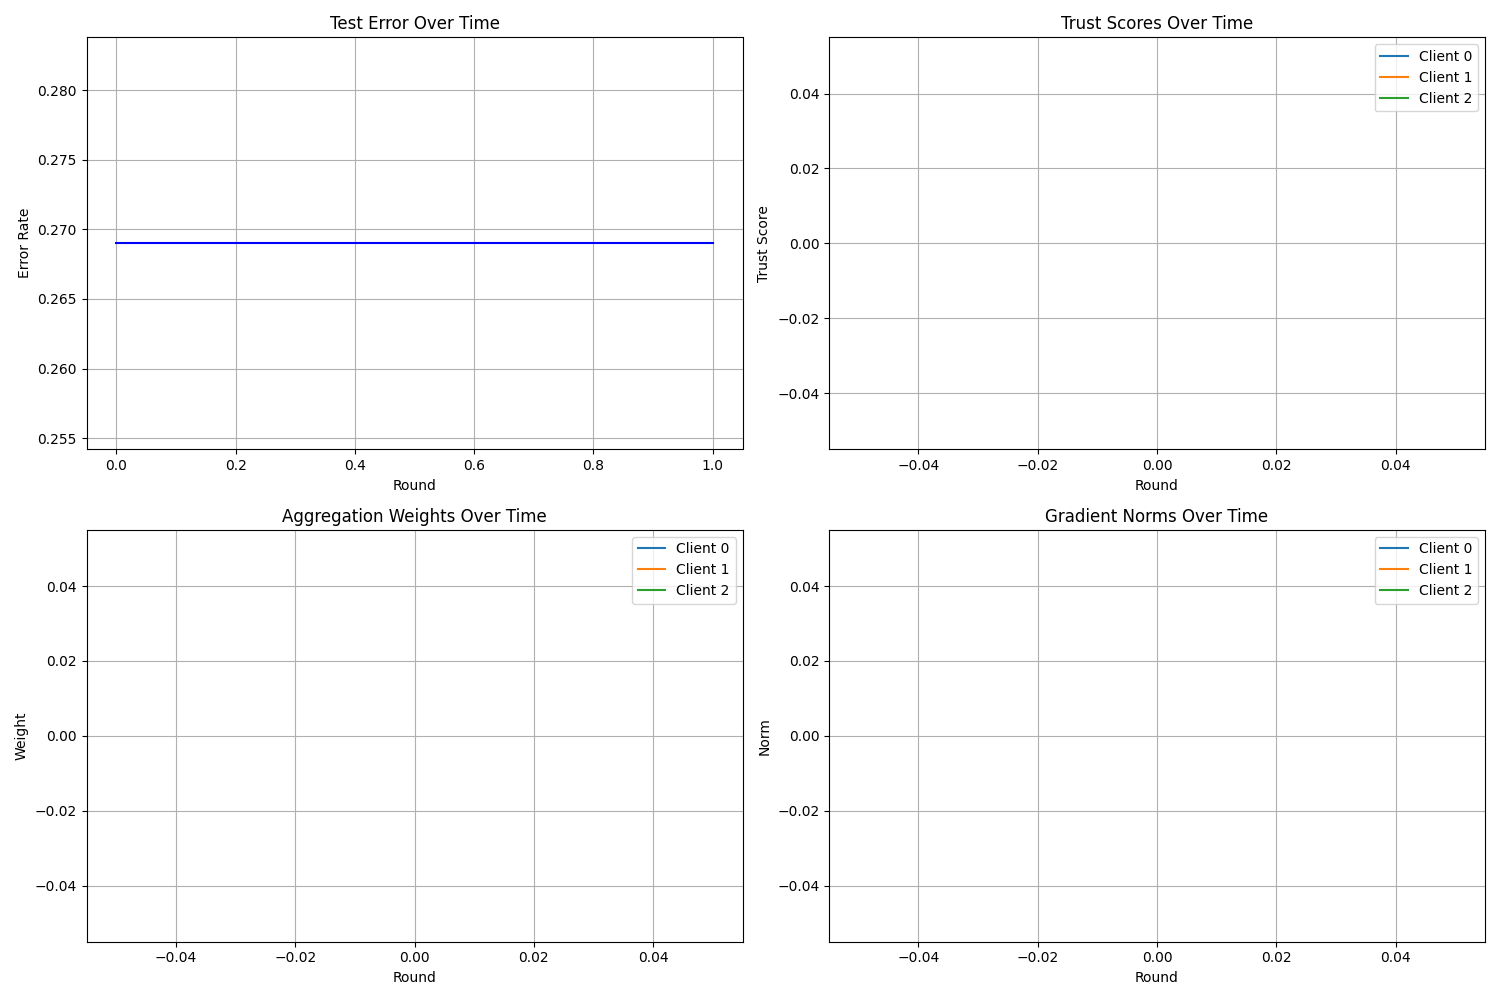 Test Error Over Time
0.280
0.275
0.270
0.265
0.260
0.255
Error Rate
0.0 0.2 0.4 0.6 0.8 1.0
Round
Trust Scores Over Time
Client 0
Client 1
Client 2
0.04
0.02
0.00
−0.02
−0.04
Trust Score
−0.04 −0.02 0.00 0.02 0.04
Round
Aggregation Weights Over Time
Client 0
Client 1
Client 2
0.04
0.02
0.00
−0.02
−0.04
Weight
−0.04 −0.02 0.00 0.02 0.04
Round
Gradient Norms Over Time
Client 0
Client 1
Client 2
0.04
0.02
0.00
−0.02
−0.04
Norm
−0.04 −0.02 0.00 0.02 0.04
Round